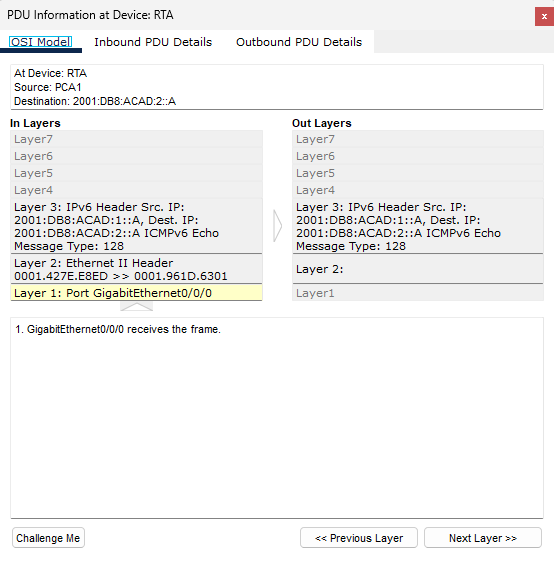 PDU Information at Device: RTA
x
OSI Model Inbound PDU Details Outbound PDU Details
At Device: RTA
Source: PCA1
Destination: 2001:DB8:ACAD:2::A
In Layers
Layer7
Layer6
Layer5
Layer4
Layer 3: IPv6 Header Src. IP:
2001:DB8:ACAD:1::A, Dest. IP:
2001:DB8:ACAD:2::A ICMPv6 Echo
Message Type: 128
Layer 2: Ethernet II Header
0001.427E.E8ED >> 0001.961D.6301
Layer 1: Port GigabitEthernet0/0/0
Out Layers
Layer7
Layer6
Layer5
Layer4
Layer 3: IPv6 Header Src. IP:
2001:DB8:ACAD:1::A, Dest. IP:
2001:DB8:ACAD:2::A ICMPv6 Echo
Message Type: 128
Layer 2:
Layer1
1. GigabitEthernet0/0/0 receives the frame.
Challenge Me << Previous Layer Next Layer >>